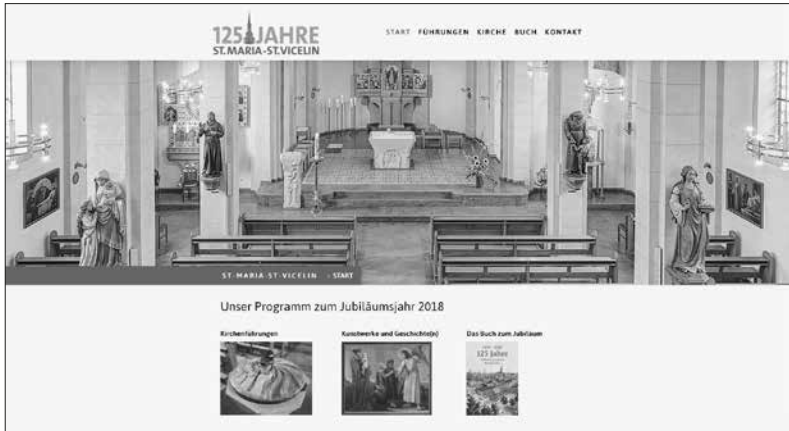 125 JAHRE
ST. MARIA-ST. VICELIN
START FÜHRUNGEN KIRCHE BUCH KONTAKT
ST-MARIA-ST-VICELIN › START
Unser Programm zum Jubiläumsjahr 2018
Kirchenführungen Kunstwerke und Geschichte(n) Das Buch zum Jubiläum
125 Jahre